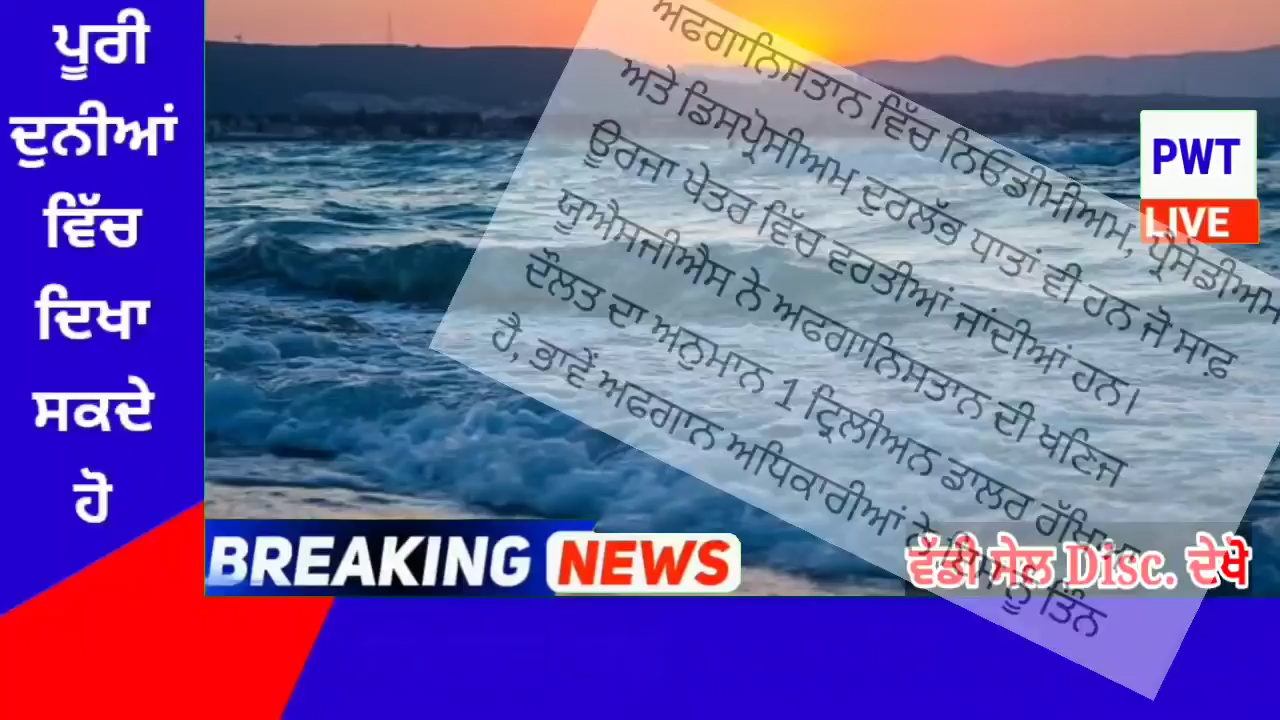 ਪੂਰੀ
ਦੁਨੀਆਂ
ਵਿੱਚ
ਦਿਖਾ
ਸਕਦੇ
ਹੋ
ਅਫਗਾਨਿਸਤਾਨ ਵਿੱਚ ਨਿਓਡੀਮੀਅਮ, ਪ੍ਰੈਸੋਡੀਅਮ
ਅਤੇ ਡਿਸਪ੍ਰੋਸੀਅਮ ਦੁਰਲੱਭ ਧਾਤਾਂ ਵੀ ਹਨ ਜੋ ਸਾਫ਼
ਊਰਜਾ ਖੇਤਰ ਵਿੱਚ ਵਰਤੀਆਂ ਜਾਂਦੀਆਂ ਹਨ।
ਯੂਐਸਜੀਐਸ ਨੇ ਅਫਗਾਨਿਸਤਾਨ ਦੀ ਖਣਿਜ
ਦੌਲਤ ਦਾ ਅਨੁਮਾਨ 1 ਟ੍ਰਿਲੀਅਨ ਡਾਲਰ
ਹੈ, ਭਾਵੇਂ ਅਫਗਾਨ ਅਧਿਕਾਰੀਆਂ ਨੇ ਇਸਨੂੰ ਤਿੰਨ
PWT
LIVE
BREAKING NEWS
ਵੱਡੀ ਸੇਲ Disc. ਦੇਖੋ